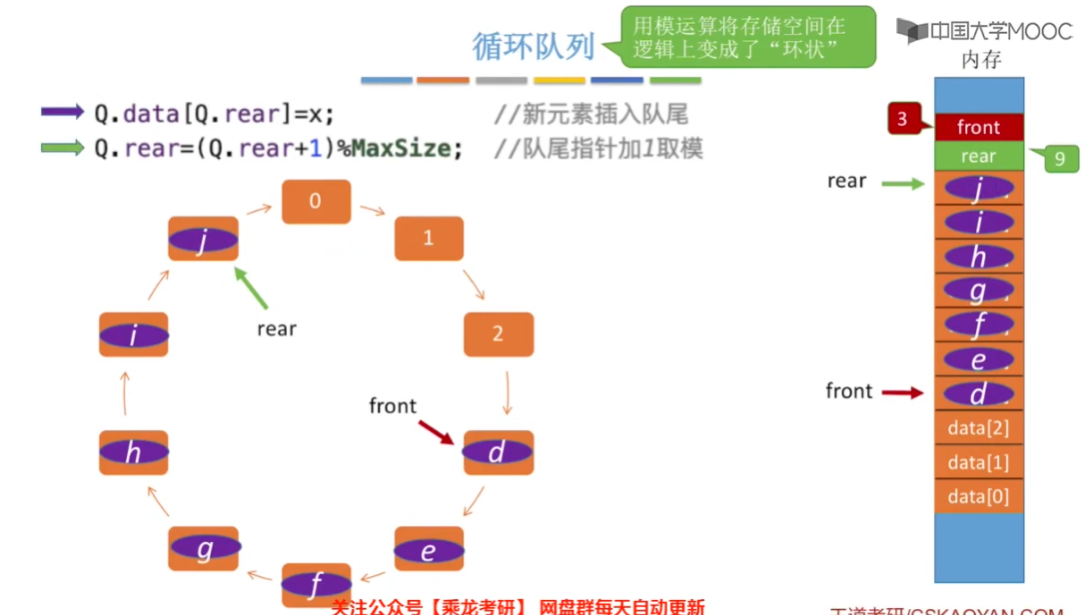 循环队列
用模运算将存储空间在
逻辑上变成了“环状”
中国大学MOOC
内存
Q.data[Q.rear]=x; //新元素插入队尾
Q.rear=(Q.rear+1)%MaxSize; //队尾指针加1取模
0
1
2
d
e
f
g
h
i
j
rear
front
3
front
rear
9
rear
j
i
h
g
f
e
front
d
data[2]
data[1]
data[0]
关注公众号【乘龙考研】 网盘群每天自动更新
王道考研/CSKAOYAN.COM